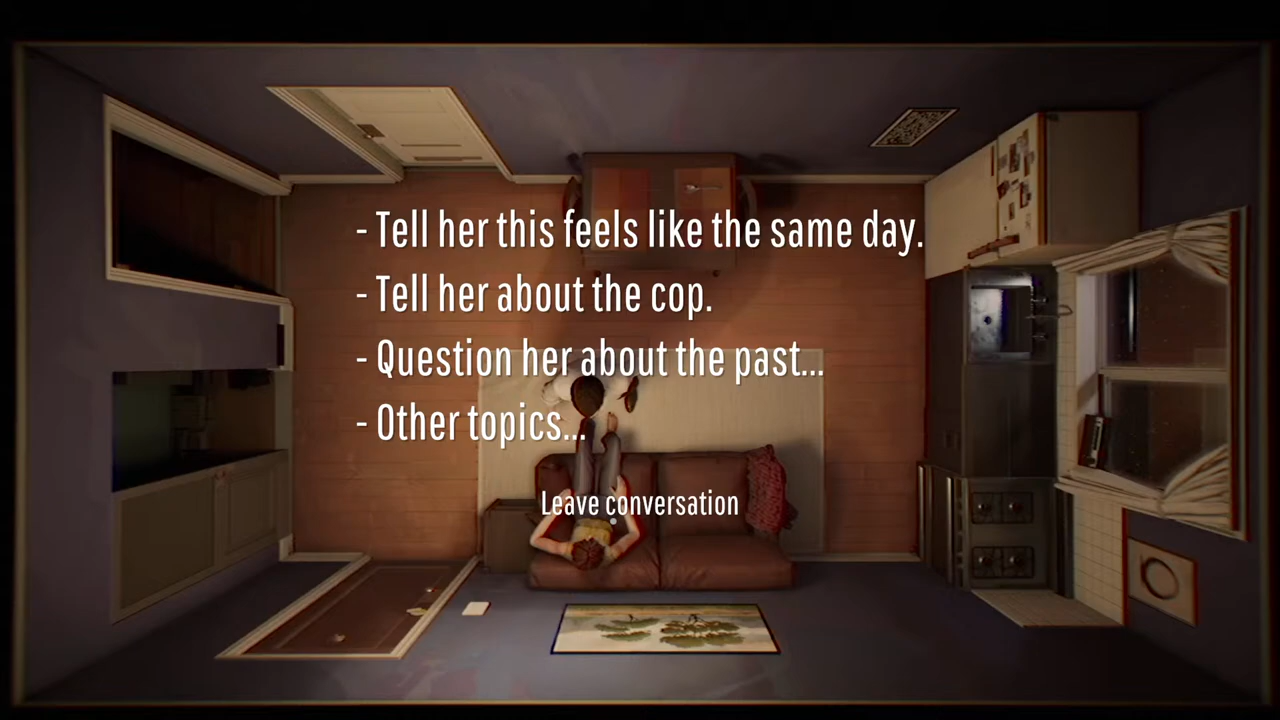 - Tell her this feels like the same day.
- Tell her about the cop.
- Question her about the past...
- Other topics...
Leave conversation